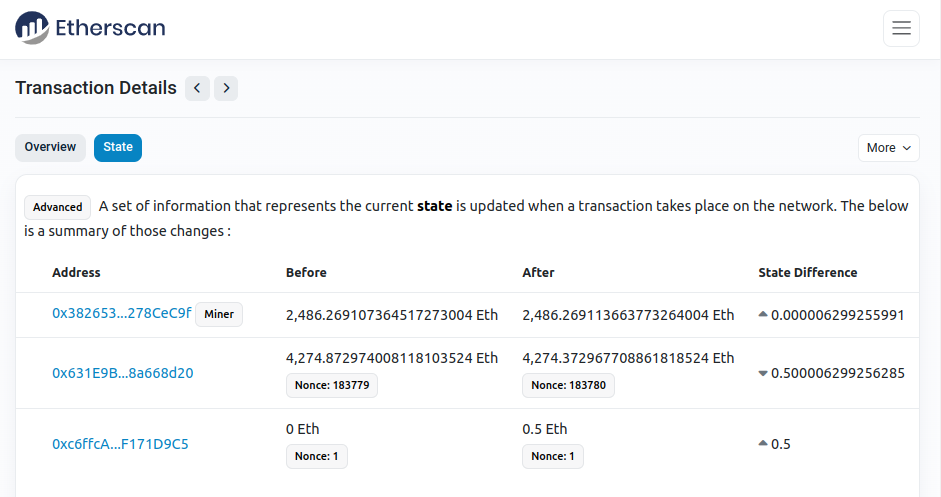 Etherscan
Transaction Details
Overview State More
Advanced A set of information that represents the current state is updated when a transaction takes place on the network. The below
is a summary of those changes :
Address Before After State Difference
0x382653...278CeC9f Miner 2,486.269107364517273004 Eth 2,486.269113663773264004 Eth 0.000006299255991
0x631E9B...8a668d20 4,274.872974008118103524 Eth 4,274.372967708861818524 Eth 0.500006299256285
Nonce: 183779 Nonce: 183780
0xc6ffcA...F171D9C5 0 Eth 0.5 Eth 0.5
Nonce: 1 Nonce: 1